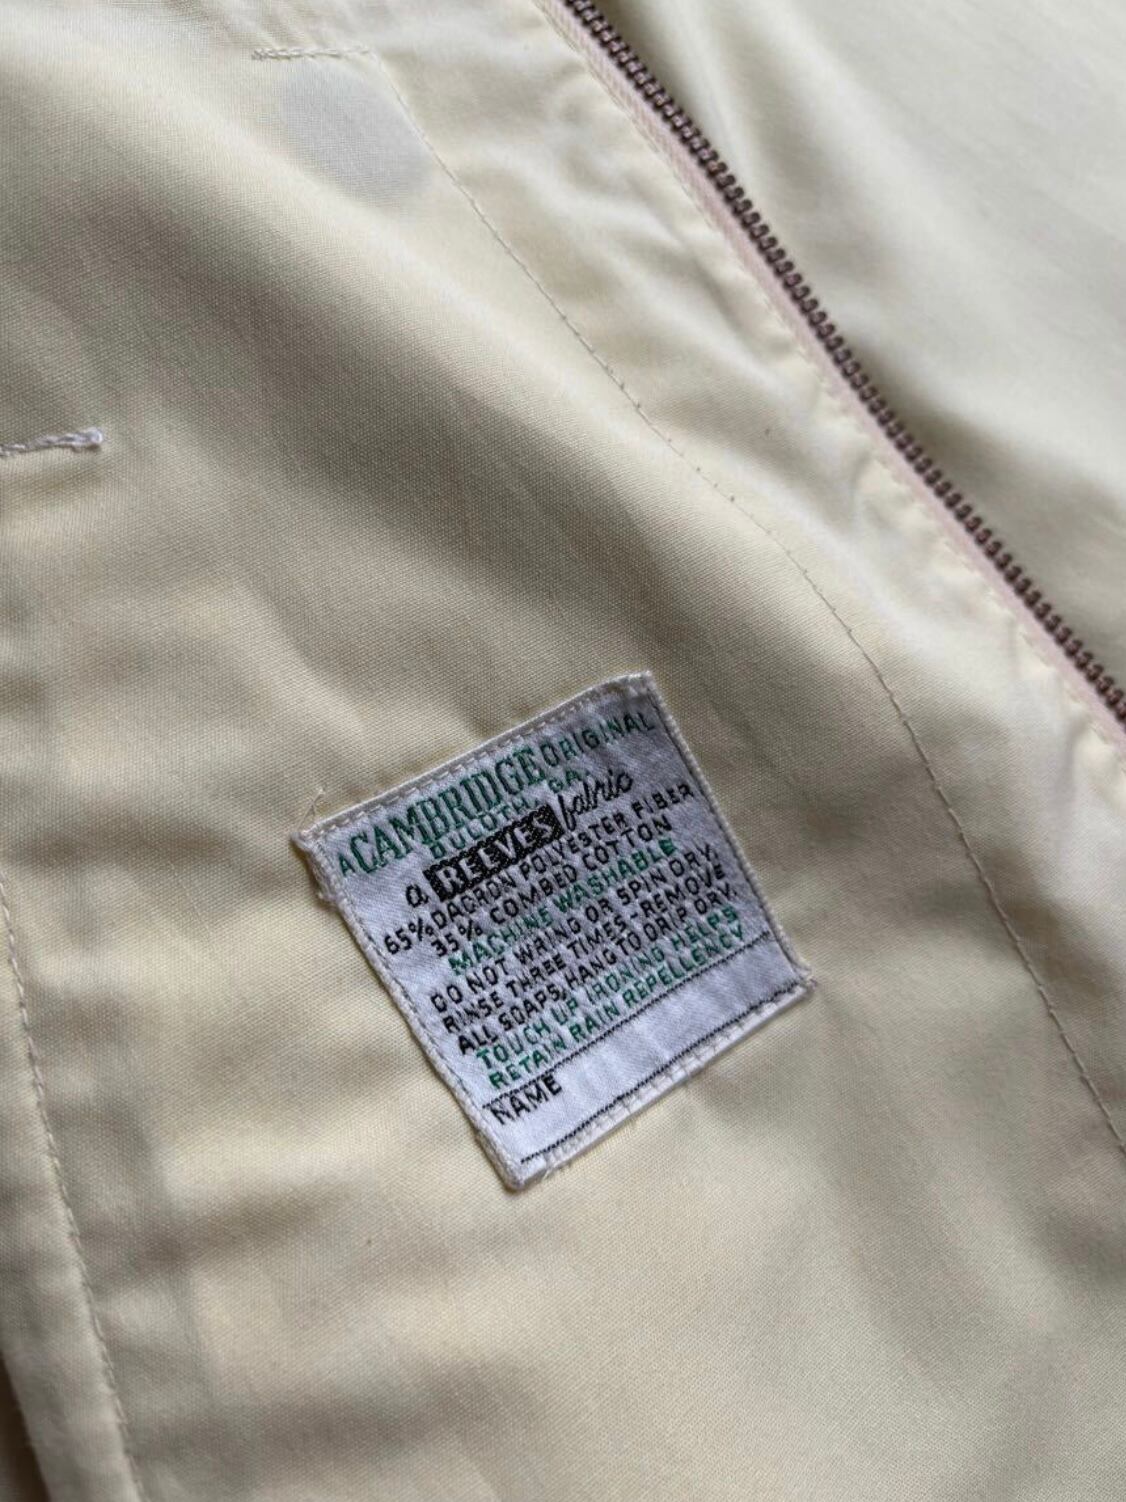 A CAMBRIDGE ORIGINAL
DULUTH, GA.
a REEVES fabric
65% DACRON POLYESTER FIBER
35% COMBED COTTON
MACHINE WASHABLE
DO NOT WRING OR SPIN DRY.
RINSE THREE TIMES-REMOVE
ALL SOAPS, HANG TO DRIP DRY.
TOUCH UP IRONING HELPS
RETAIN RAIN REPELLENCY
NAME